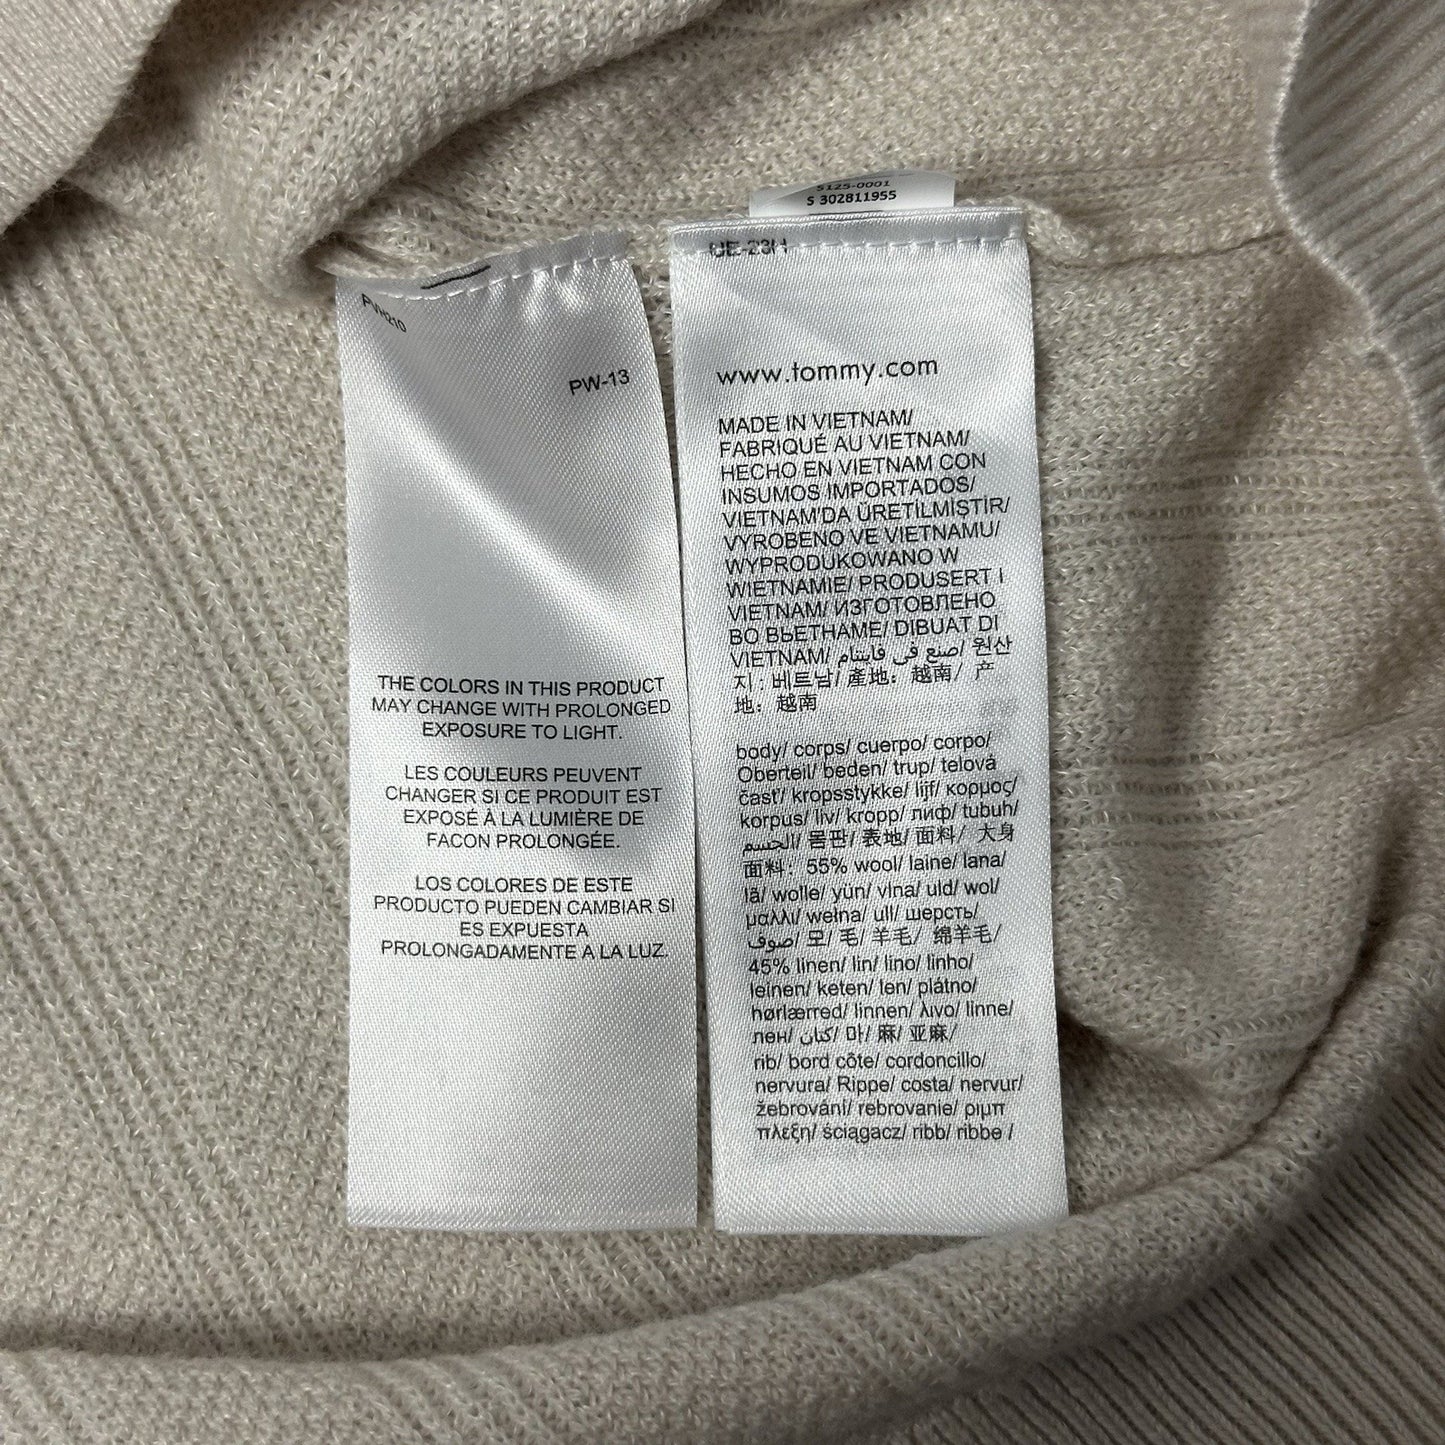 5125-0001
S 302811955
PVH210
PW-13
THE COLORS IN THIS PRODUCT
MAY CHANGE WITH PROLONGED
EXPOSURE TO LIGHT.
LES COULEURS PEUVENT
CHANGER SI CE PRODUIT EST
EXPOSÉ À LA LUMIÈRE DE
FACON PROLONGÉE.
LOS COLORES DE ESTE
PRODUCTO PUEDEN CAMBIAR SI
ES EXPUESTA
PROLONGADAMENTE A LA LUZ.
UE-23H
www.tommy.com
MADE IN VIETNAM/
FABRIQUÉ AU VIETNAM/
HECHO EN VIETNAM CON
INSUMOS IMPORTADOS/
VIETNAM'DA ÜRETILMİSTİR/
VYROBENO VE VIETNAMU/
WYPRODUKOWANO W
WIETNAMIE/ PRODUSERT I
VIETNAM/ ИЗГОТОВЛЕНО
ВО ВЬЕТНАМЕ/ DIBUAT DI
VIETNAM/ صنع في فايتنام/ 원산
지 : 베트남/ 產地：越南/ 产
地：越南
body/ corps/ cuerpo/ corpo/
Oberteil/ beden/ trup/ telová
časť/ kropsstykke/ lijf/ κορμος/
korpus/ liv/ kropp/ лиф/ tubuh/
الجسم/ 몸판/ 表地/ 面料/ 大身
面料：55% wool/ laine/ lana/
lã/ wolle/ yün/ vlna/ uld/ wol/
μαλλι/ wełna/ ull/ шерсть/
صوف/ 모/ 毛/ 羊毛/ 绵羊毛/
45% linen/ lin/ lino/ linho/
leinen/ keten/ len/ plátno/
hørlærred/ linnen/ λινο/ linne/
лен/ كتان/ 마/ 麻/ 亚麻/
rib/ bord côte/ cordoncillo/
nervura/ Rippe/ costa/ nervur/
žebrování/ rebrovanie/ ριμπ
πλεξη/ ściągacz/ ribb/ ribbe /